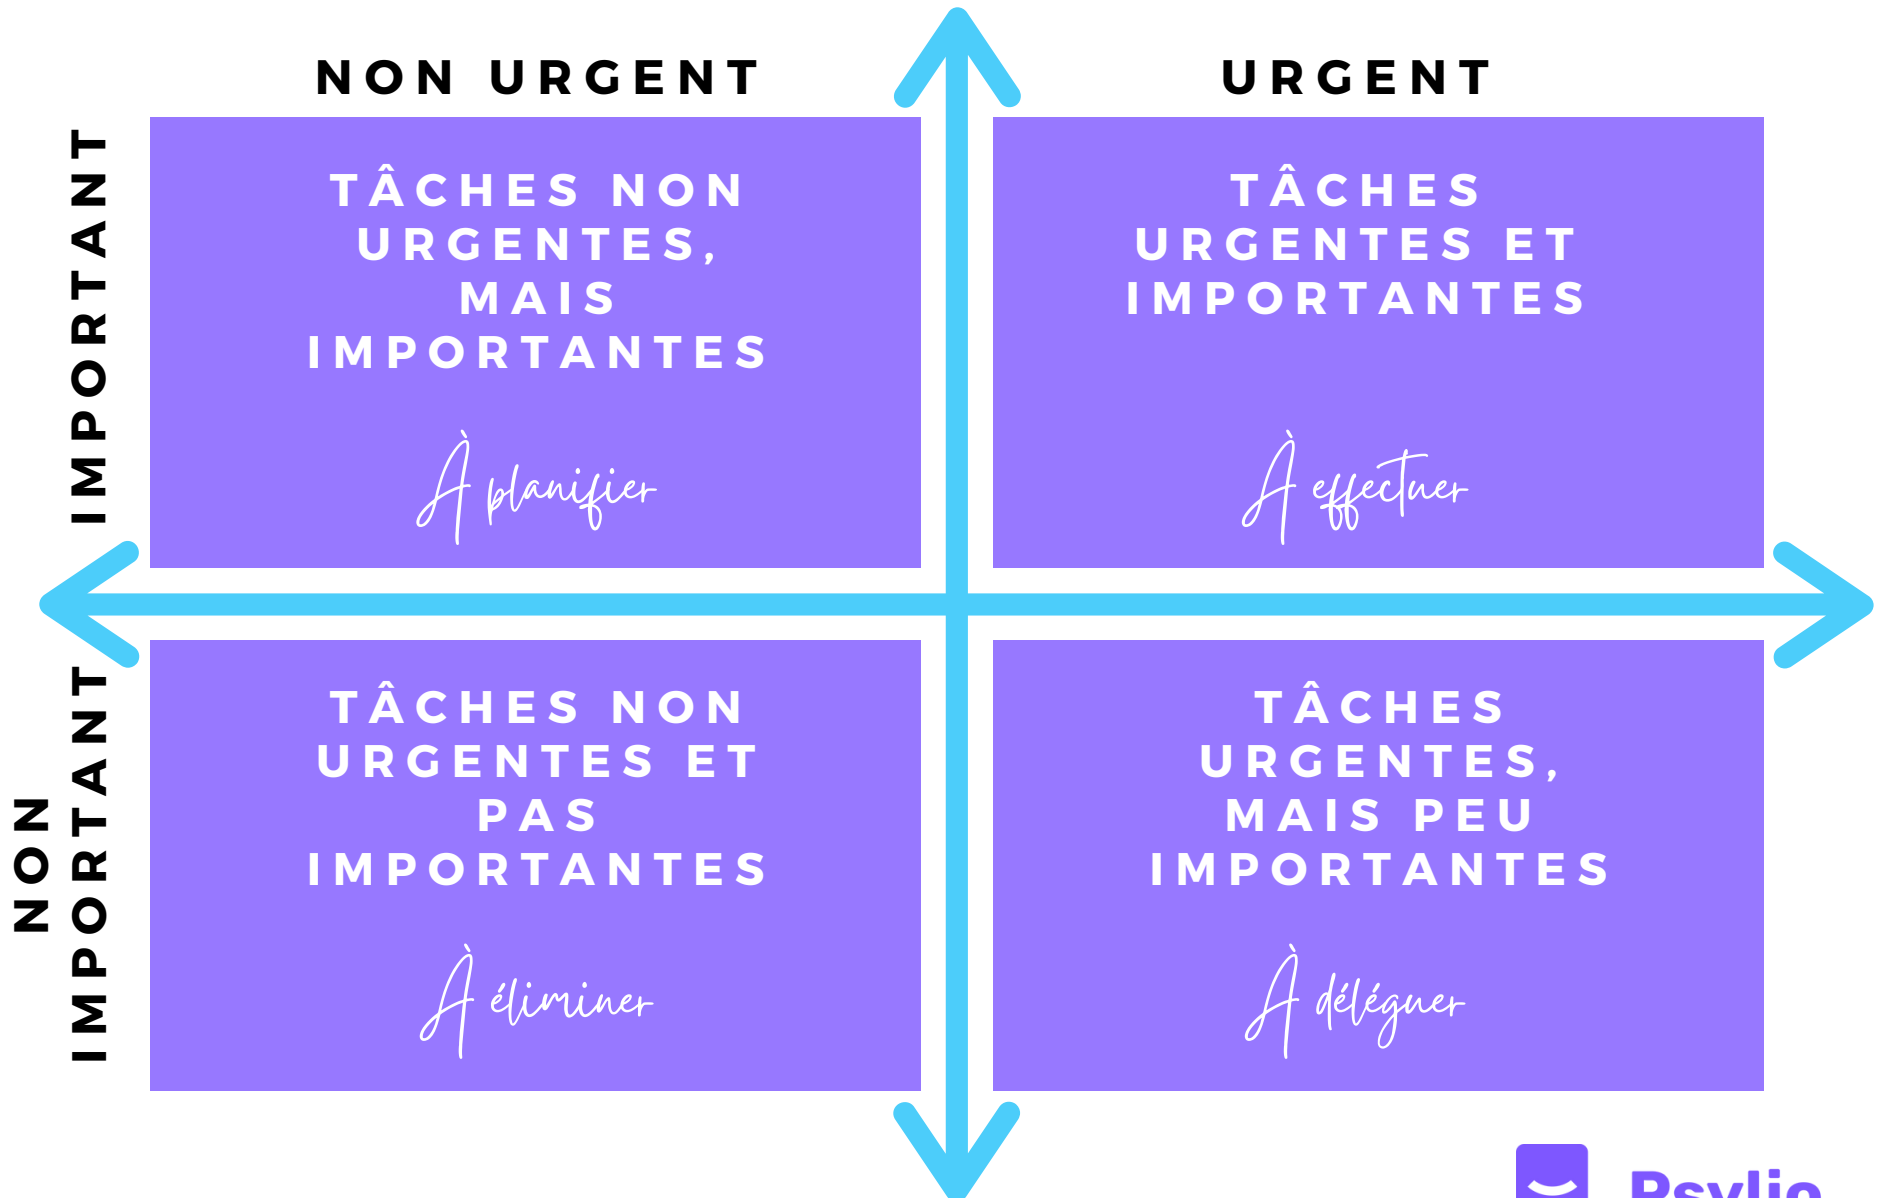 NON URGENT
URGENT
IMPORTANT
TÂCHES NON
URGENTES,
MAIS
IMPORTANTES
À planifier
TÂCHES
URGENTES ET
IMPORTANTES
À effectuer
NON
IMPORTANT
TÂCHES NON
URGENTES ET
PAS
IMPORTANTES
À éliminer
TÂCHES
URGENTES,
MAIS PEU
IMPORTANTES
À déléguer
Psylio